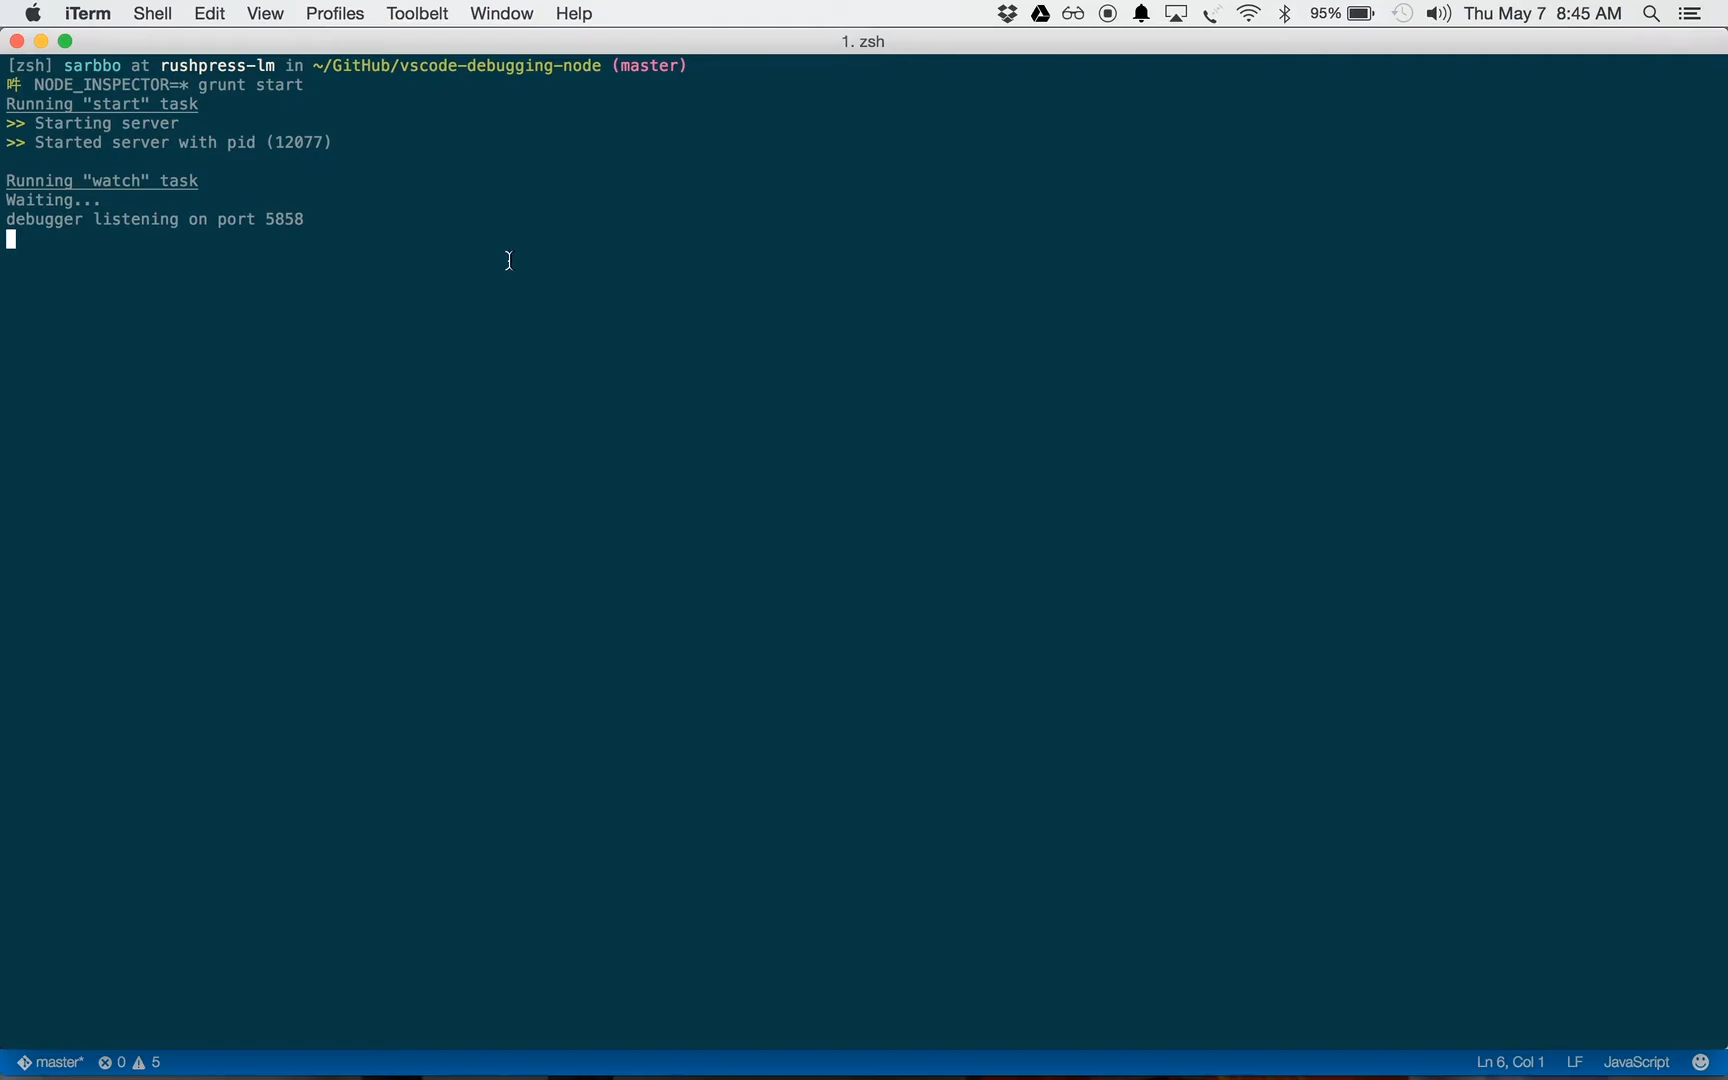 iTerm Shell Edit View Profiles Toolbelt Window Help 95% Thu May 7 8:45 AM
1. zsh
[zsh] sarbbo at rushpress-lm in ~/GitHub/vscode-debugging-node (master)
NODE_INSPECTOR=* grunt start
Running "start" task
>> Starting server
>> Started server with pid (12077)
Running "watch" task
Waiting...
debugger listening on port 5858
master* 0 5 Ln 6, Col 1 LF JavaScript